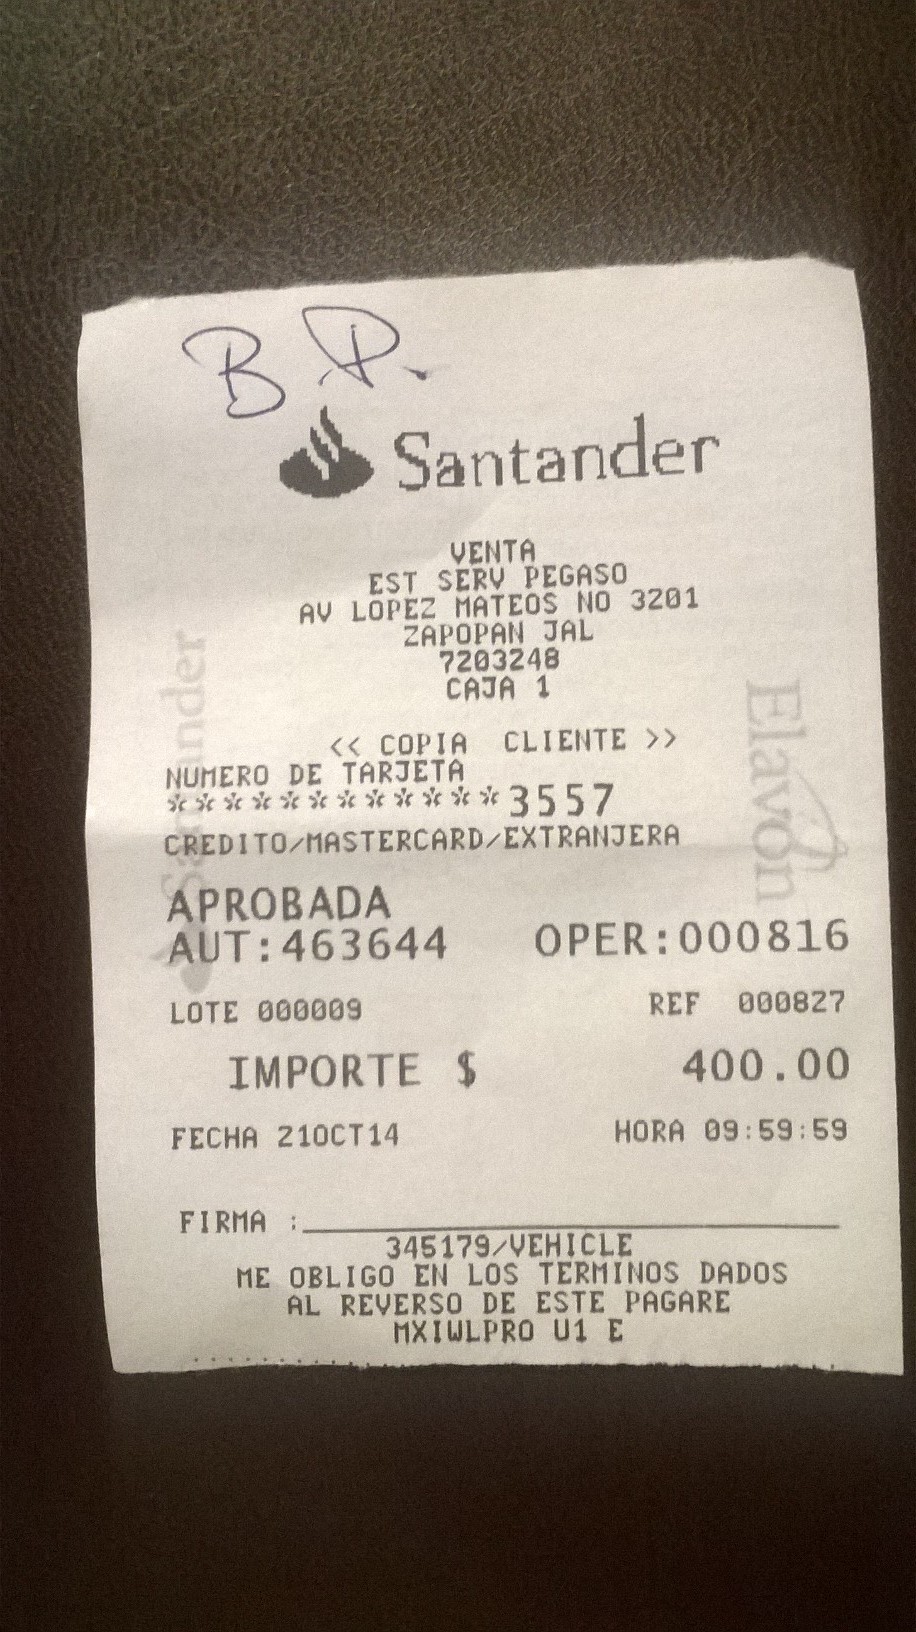 B.P.
Santander
VENTA
EST SERV PEGASO
AV LOPEZ MATEOS NO 3201
ZAPOPAN JAL
7203248
CAJA 1
<< COPIA CLIENTE >>
NUMERO DE TARJETA
************3557
CREDITO/MASTERCARD/EXTRANJERA
APROBADA
AUT:463644 OPER:000816
LOTE 000009 REF 000827
IMPORTE $ 400.00
FECHA 21OCT14 HORA 09:59:59
FIRMA :
345179/VEHICLE
ME OBLIGO EN LOS TERMINOS DADOS
AL REVERSO DE ESTE PAGARE
MXIWLPRO U1 E
Santander
Elavon